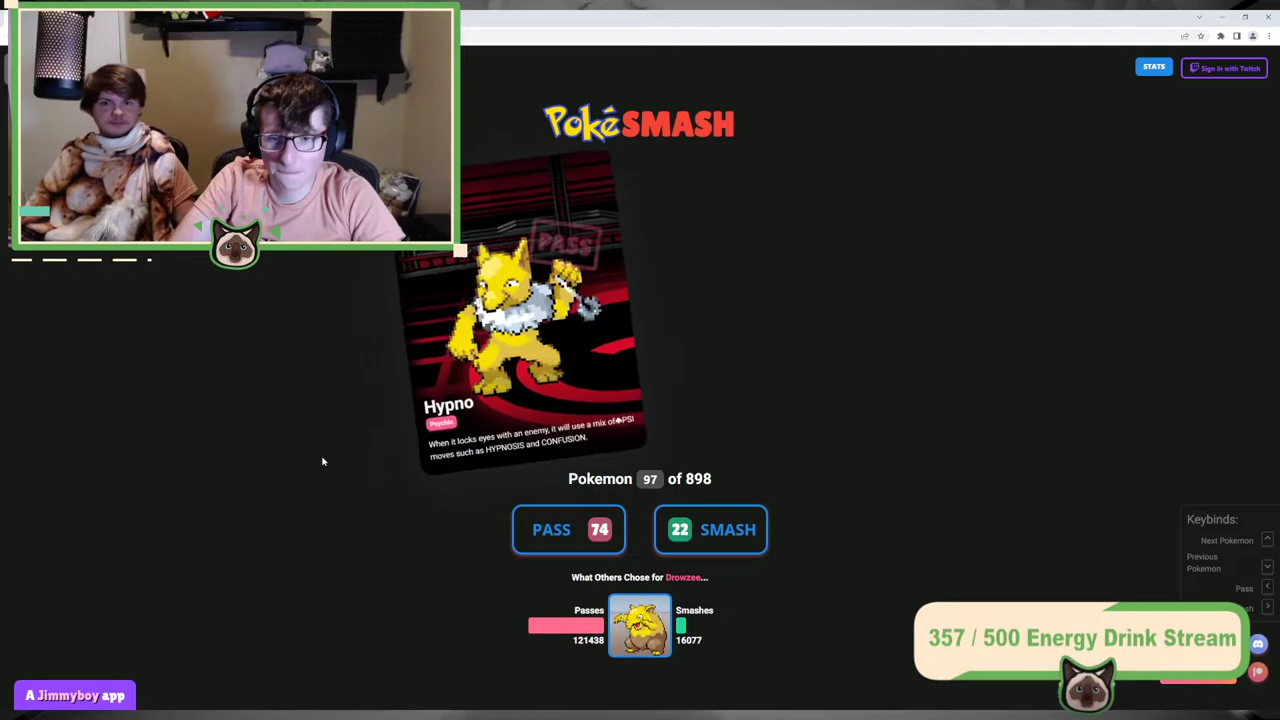 STATS
Sign in with Twitch
PokéSMASH
PASS
Hypno
Psychic
When it locks eyes with an enemy, it will use a mix of PSI
moves such as HYPNOSIS and CONFUSION.
Pokemon 97 of 898
PASS 74
22 SMASH
What Others Chose for Drowzee...
Passes
121438
Smashes
16077
Keybinds:
Next Pokemon
Previous
Pokemon
Pass
357 / 500 Energy Drink Stream
A Jimmyboy app